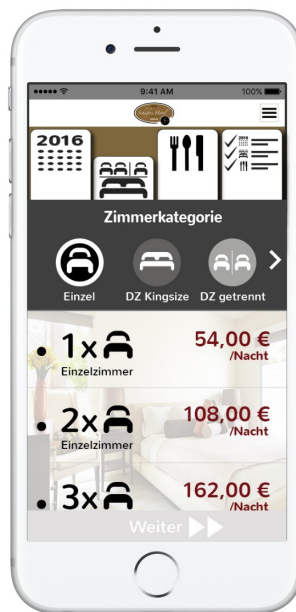 9:41 AM
100%
2016
Zimmerkategorie
Einzel
DZ Kingsize
DZ getrennt
1x
54,00 €
/Nacht
Einzelzimmer
2x
108,00 €
/Nacht
Einzelzimmer
3x
162,00 €
/Nacht
Weiter